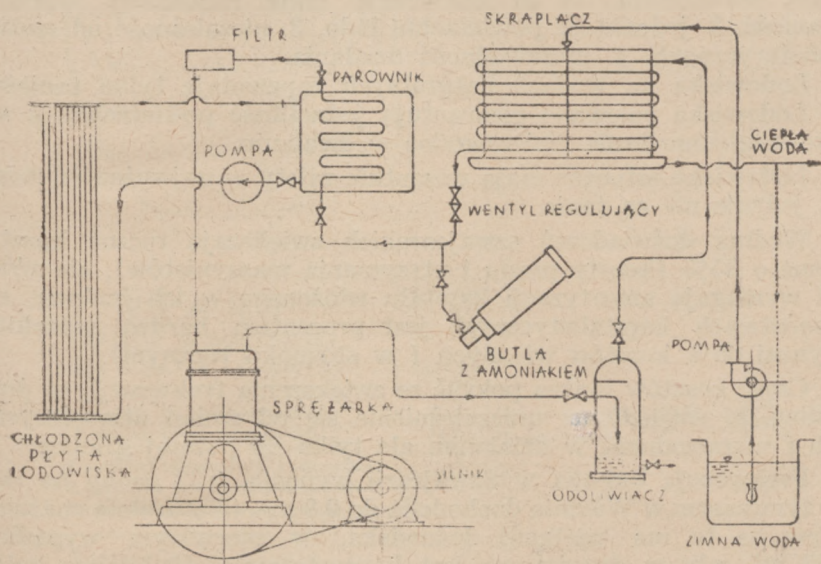 SKRAPLACZ
FILTR
PAROWNIK
POMPA
CIEPŁA
WODA
WENTYL REGULUJĄCY
BUTLA
Z AMONIAKIEM
POMPA
SPRĘŻARKA
CHŁODZONA
PŁYTA
LODOWISKA
SILNIK
ODOLIWIACZ
ZIMNA WODA